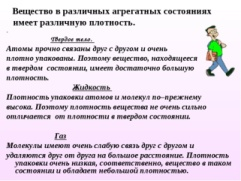 Вещество в различных агрегатных состояниях
имеет различную плотность.
Твердое тело.
Атомы прочно связаны друг с другом и очень
плотно упакованы. Поэтому вещество, находящееся
в твердом состоянии, имеет достаточно большую
плотность.
Жидкость
Плотность упаковки атомов и молекул по–прежнему
высока. Поэтому плотность вещества не очень сильно
отличается от плотности в твердом состоянии.
Газ
Молекулы имеют очень слабую связь друг с другом и
удаляются друг от друга на большое расстояние. Плотность
упаковки очень низкая, соответственно, вещество в таком
состоянии и обладает небольшой плотностью.